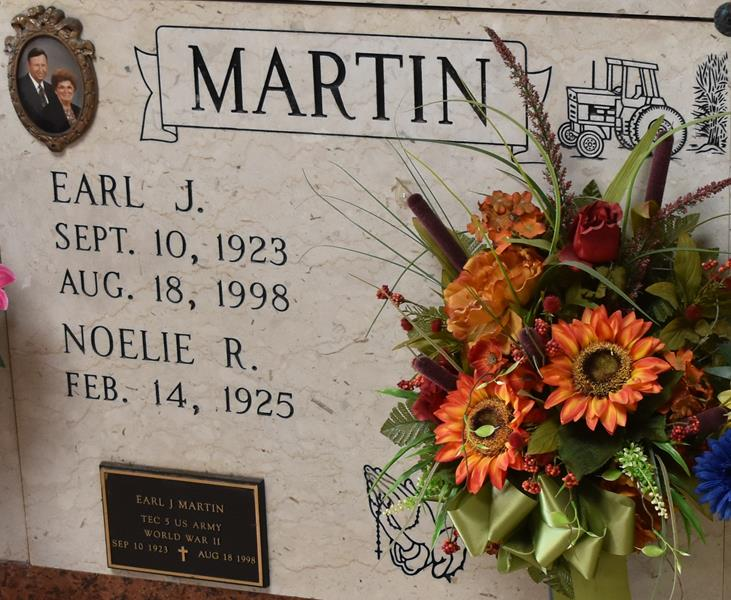 MARTIN
EARL J.
SEPT. 10, 1923
AUG. 18, 1998
NOELIE R.
FEB. 14, 1925
EARL J MARTIN
TEC 5 US ARMY
WORLD WAR II
SEP 10 1923 ✝ AUG 18 1998